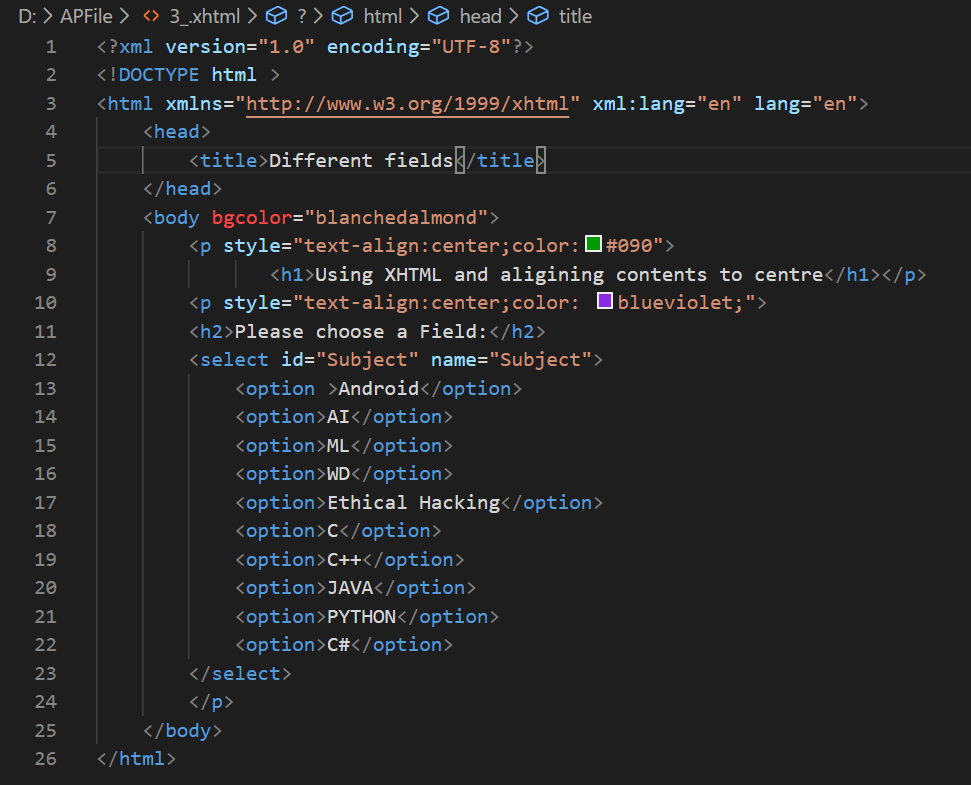 D: > APFile > 3_.xhtml > ? > html > head > title
1 <?xml version="1.0" encoding="UTF-8"?>
2 <!DOCTYPE html >
3 <html xmlns="http://www.w3.org/1999/xhtml" xml:lang="en" lang="en">
4 <head>
5 <title>Different fields</title>
6 </head>
7 <body bgcolor="blanchedalmond">
8 <p style="text-align:center;color:#090">
9 <h1>Using XHTML and aligining contents to centre</h1></p>
10 <p style="text-align:center;color: blueviolet;">
11 <h2>Please choose a Field:</h2>
12 <select id="Subject" name="Subject">
13 <option >Android</option>
14 <option>AI</option>
15 <option>ML</option>
16 <option>WD</option>
17 <option>Ethical Hacking</option>
18 <option>C</option>
19 <option>C++</option>
20 <option>JAVA</option>
21 <option>PYTHON</option>
22 <option>C#</option>
23 </select>
24 </p>
25 </body>
26 </html>